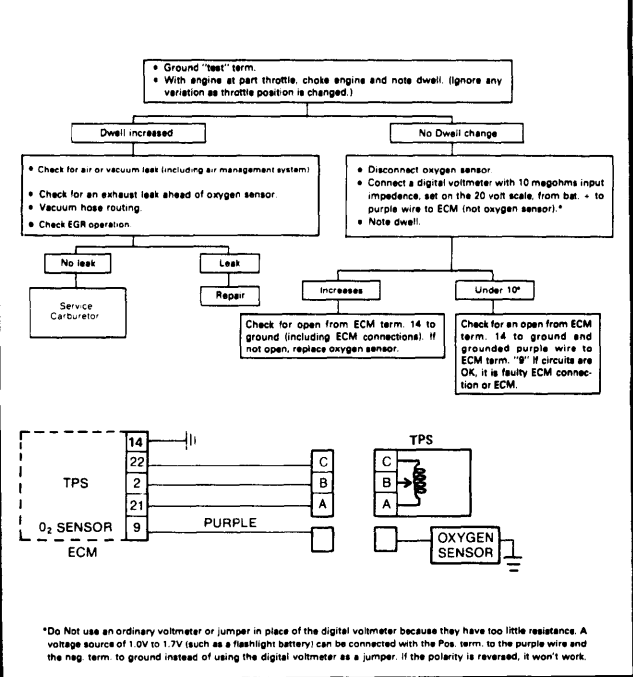 • Ground "test" term.
• With engine at part throttle, choke engine and note dwell. (Ignore any
variation as throttle position is changed.)
Dwell increased
No Dwell change
• Check for air or vacuum leak (including air management system)
• Check for an exhaust leak ahead of oxygen sensor.
• Vacuum hose routing.
• Check EGR operation.
• Disconnect oxygen sensor.
• Connect a digital voltmeter with 10 megohms input
impedence, set on the 20 volt scale, from bat. + to
purple wire to ECM (not oxygen sensor).*
• Note dwell.
No leak
Leak
Service
Carburetor
Repair
Increases
Under 10°
Check for open from ECM term. 14 to
ground (including ECM connections). If
not open, replace oxygen sensor.
Check for an open from ECM
term. 14 to ground and
grounded purple wire to
ECM term. "9" If circuits are
OK, it is faulty ECM connec-
tion or ECM.
14
22
TPS
2
21
O2 SENSOR
9
PURPLE
ECM
C
B
A
TPS
C
B
A
OXYGEN
SENSOR
*Do Not use an ordinary voltmeter or jumper in place of the digital voltmeter because they have too little resistance. A
voltage source of 1.0V to 1.7V (such as a flashlight battery) can be connected with the Pos. term. to the purple wire and
the neg. term. to ground instead of using the digital voltmeter as a jumper. If the polarity is reversed, it won't work.